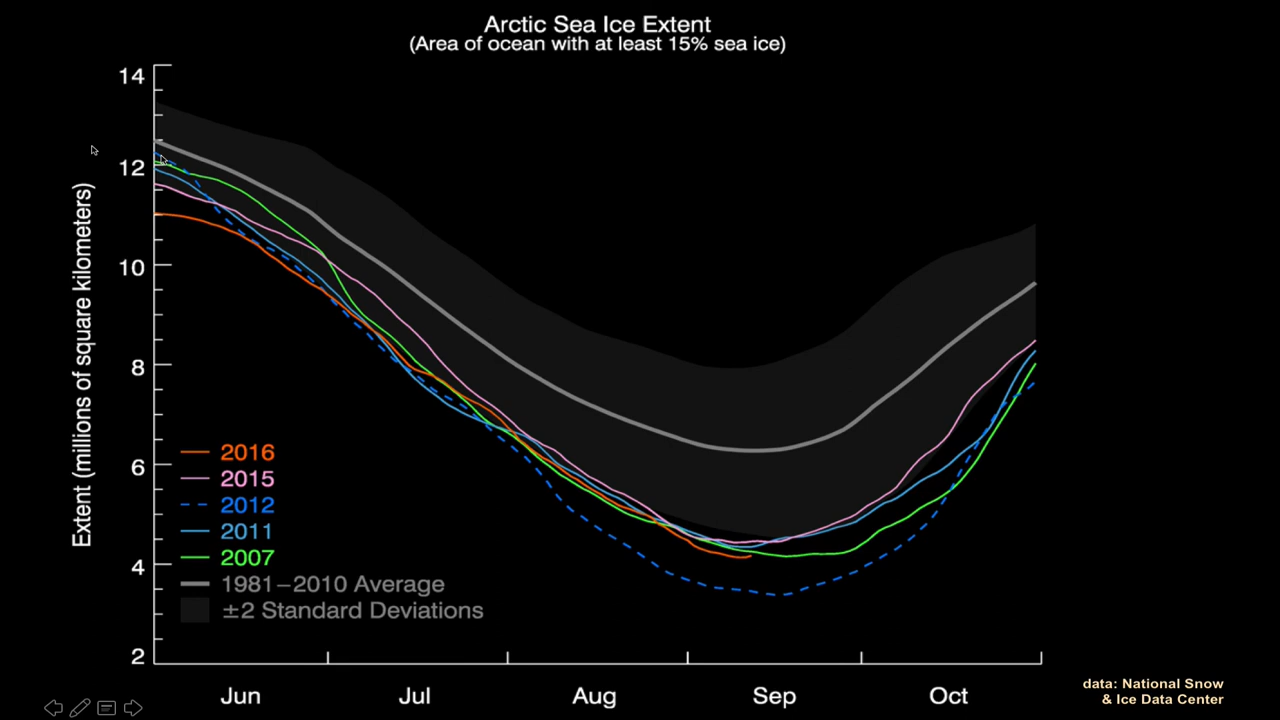 Arctic Sea Ice Extent
(Area of ocean with at least 15% sea ice)
Extent (millions of square kilometers)
14
12
10
8
6
4
2
2016
2015
2012
2011
2007
1981−2010 Average
±2 Standard Deviations
Jun Jul Aug Sep Oct
data: National Snow
& Ice Data Center